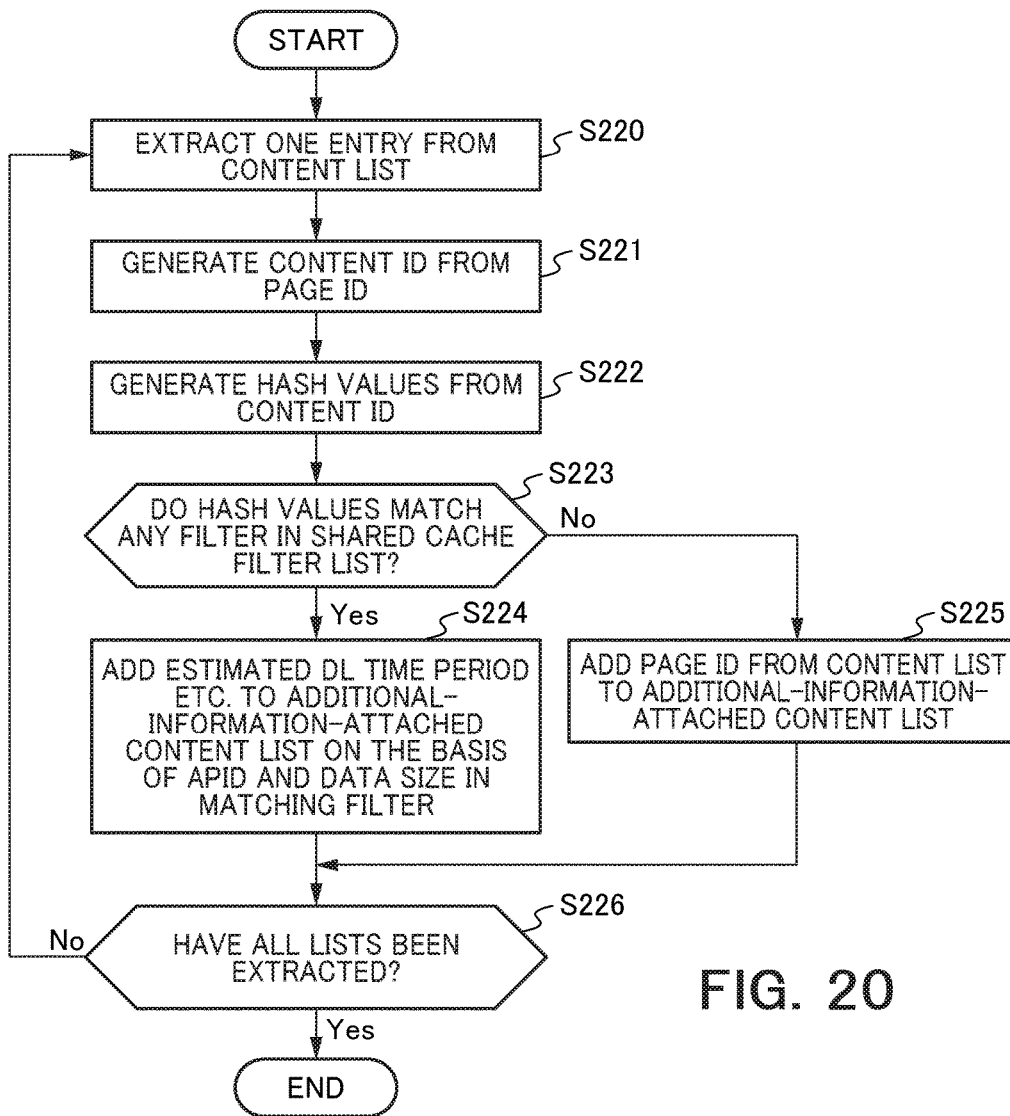 START
EXTRACT ONE ENTRY FROM
CONTENT LIST
S220
GENERATE CONTENT ID FROM
PAGE ID
S221
GENERATE HASH VALUES FROM
CONTENT ID
S222
DO HASH VALUES MATCH
ANY FILTER IN SHARED CACHE
FILTER LIST?
S223
No
Yes
S224
ADD ESTIMATED DL TIME PERIOD
ETC. TO ADDITIONAL-
INFORMATION-ATTACHED
CONTENT LIST ON THE BASIS
OF APID AND DATA SIZE IN
MATCHING FILTER
S225
ADD PAGE ID FROM CONTENT LIST
TO ADDITIONAL-INFORMATION-
ATTACHED CONTENT LIST
S226
No
HAVE ALL LISTS BEEN
EXTRACTED?
Yes
END
FIG. 20